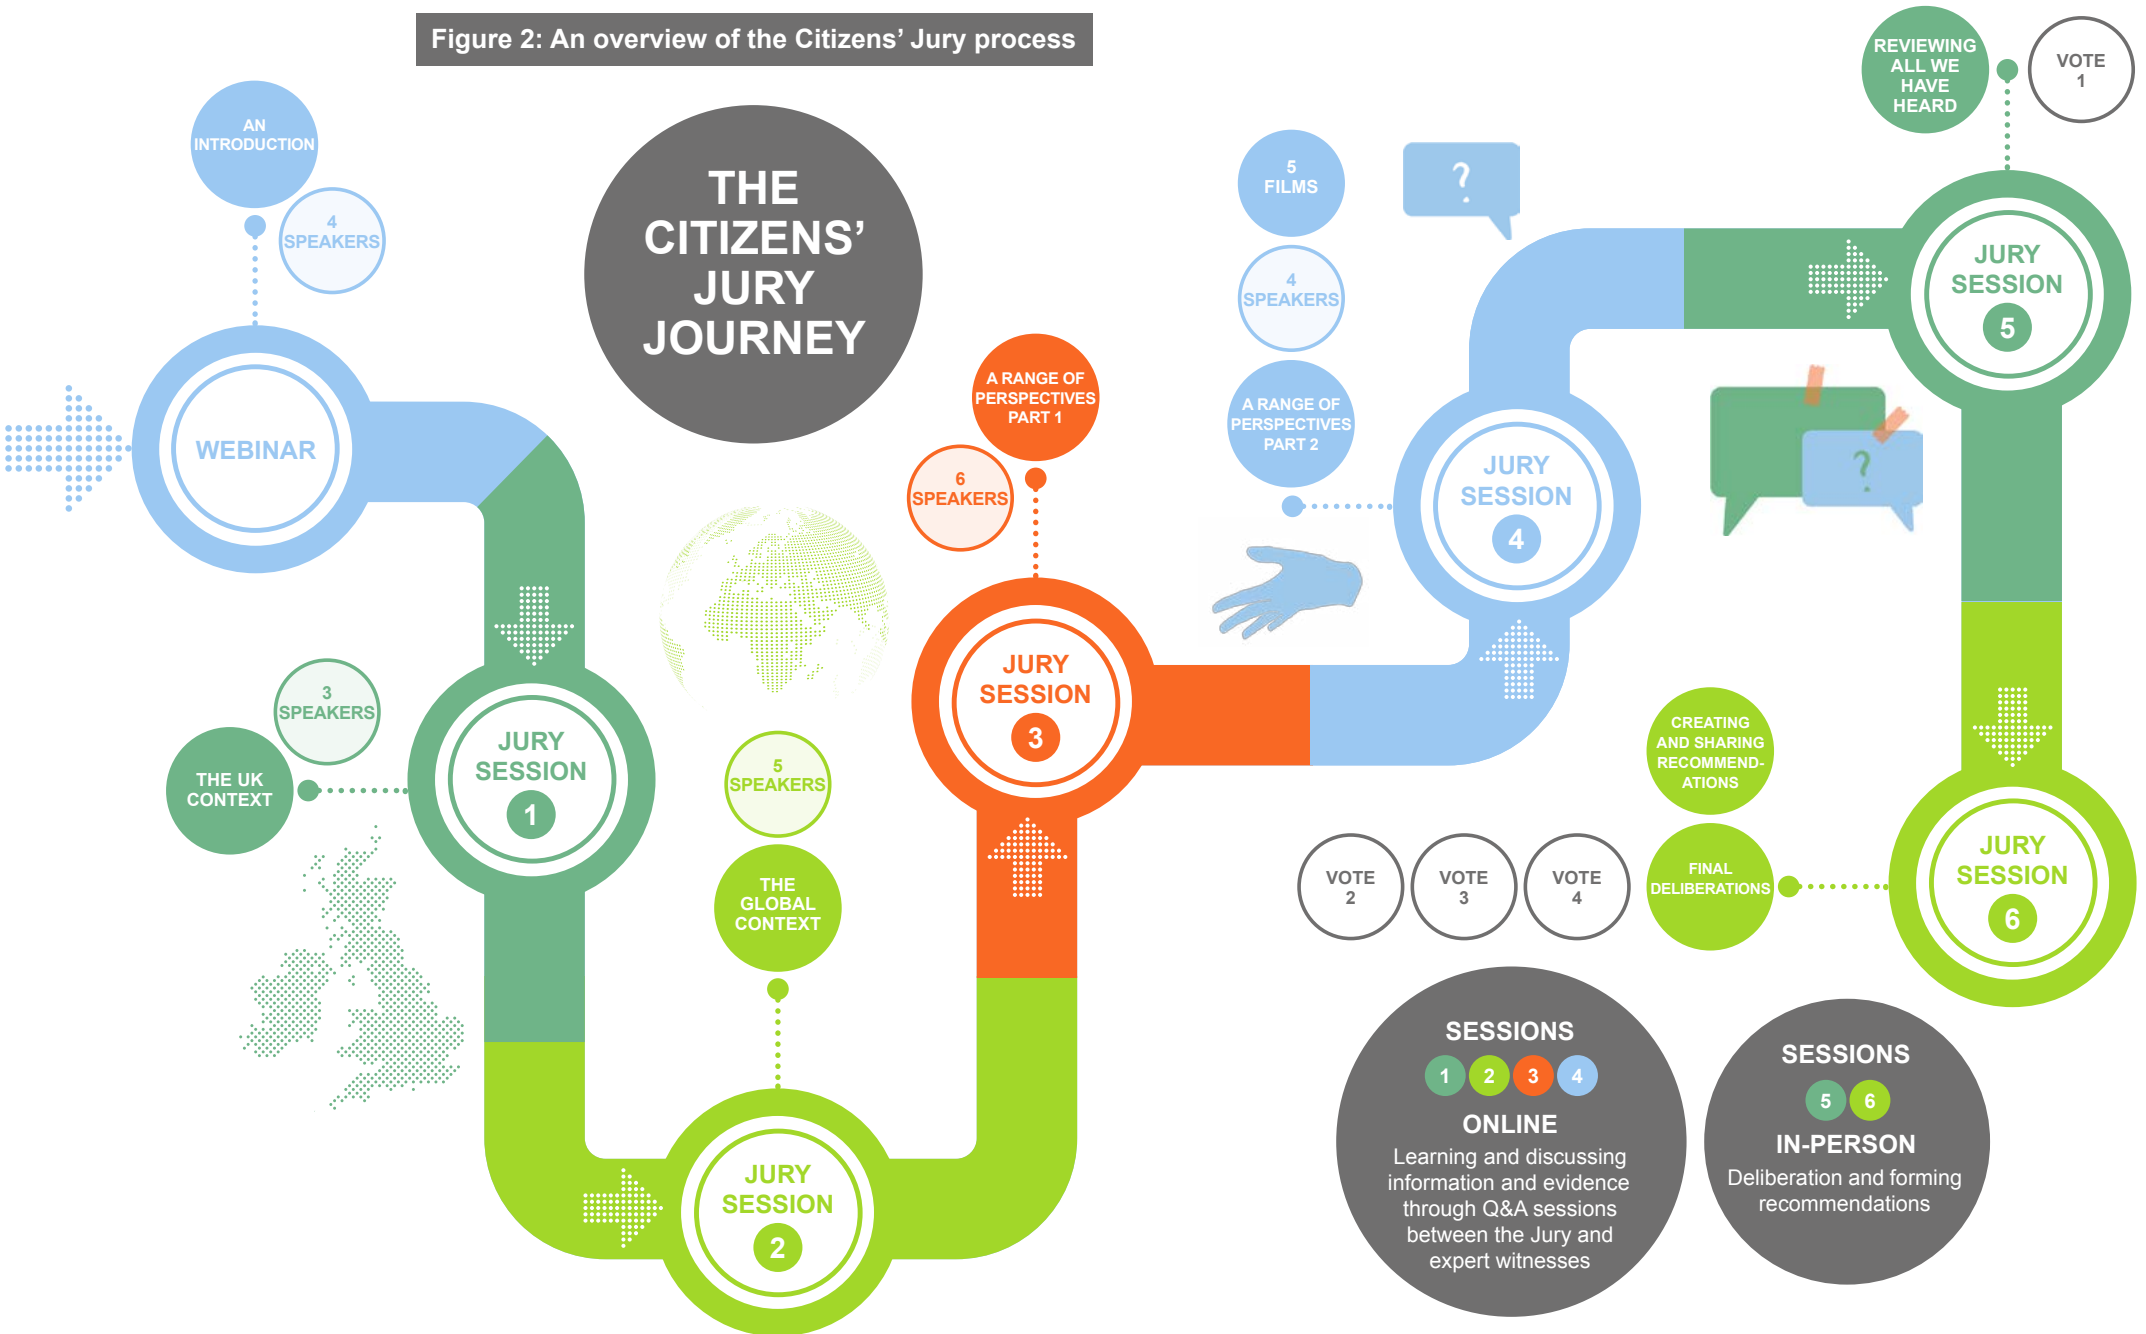 Figure 2: An overview of the Citizens’ Jury process
THE
CITIZENS’
JURY
JOURNEY
AN
INTRODUCTION
4
SPEAKERS
WEBINAR
3
SPEAKERS
THE UK
CONTEXT
JURY
SESSION
1
5
SPEAKERS
THE
GLOBAL
CONTEXT
JURY
SESSION
2
A RANGE OF
PERSPECTIVES
PART 1
6
SPEAKERS
JURY
SESSION
3
5
FILMS
4
SPEAKERS
A RANGE OF
PERSPECTIVES
PART 2
?
JURY
SESSION
4
REVIEWING
ALL WE
HAVE
HEARD
VOTE
1
JURY
SESSION
5
?
CREATING
AND SHARING
RECOMMEND-
ATIONS
FINAL
DELIBERATIONS
VOTE
2
VOTE
3
VOTE
4
JURY
SESSION
6
SESSIONS
1 2 3 4
ONLINE
Learning and discussing
information and evidence
through Q&A sessions
between the Jury and
expert witnesses
SESSIONS
5 6
IN-PERSON
Deliberation and forming
recommendations